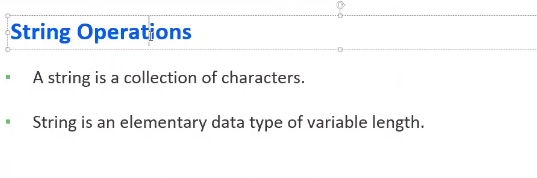 String Operations
A string is a collection of characters.
String is an elementary data type of variable length.